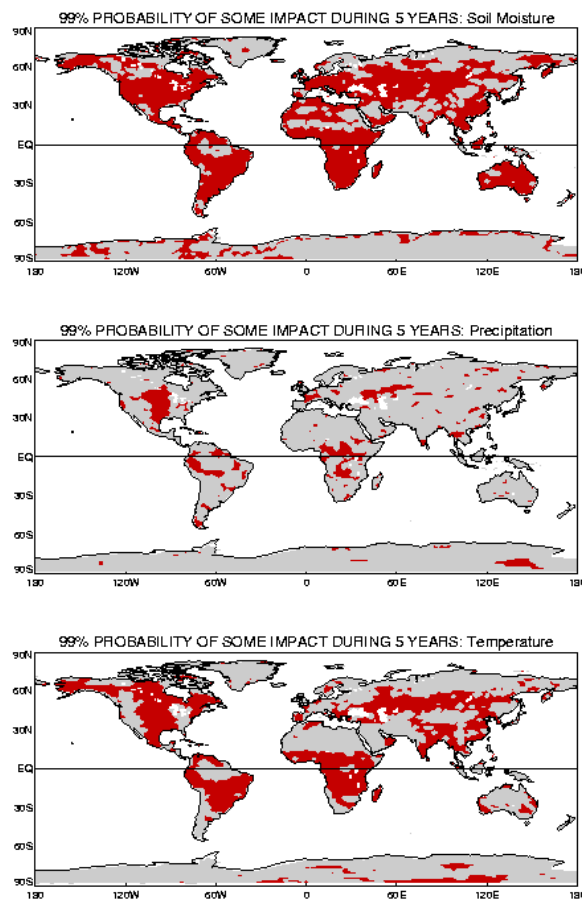 99% PROBABILITY OF SOME IMPACT DURING 5 YEARS: Soil Moisture
90N
60N
30N
EQ
30S
60S
90S
180 120W 60W 0 60E 120E 180
99% PROBABILITY OF SOME IMPACT DURING 5 YEARS: Precipitation
90N
60N
30N
EQ
30S
60S
90S
180 120W 60W 0 60E 120E 180
99% PROBABILITY OF SOME IMPACT DURING 5 YEARS: Temperature
90N
60N
30N
EQ
30S
60S
90S
180 120W 60W 0 60E 120E 180